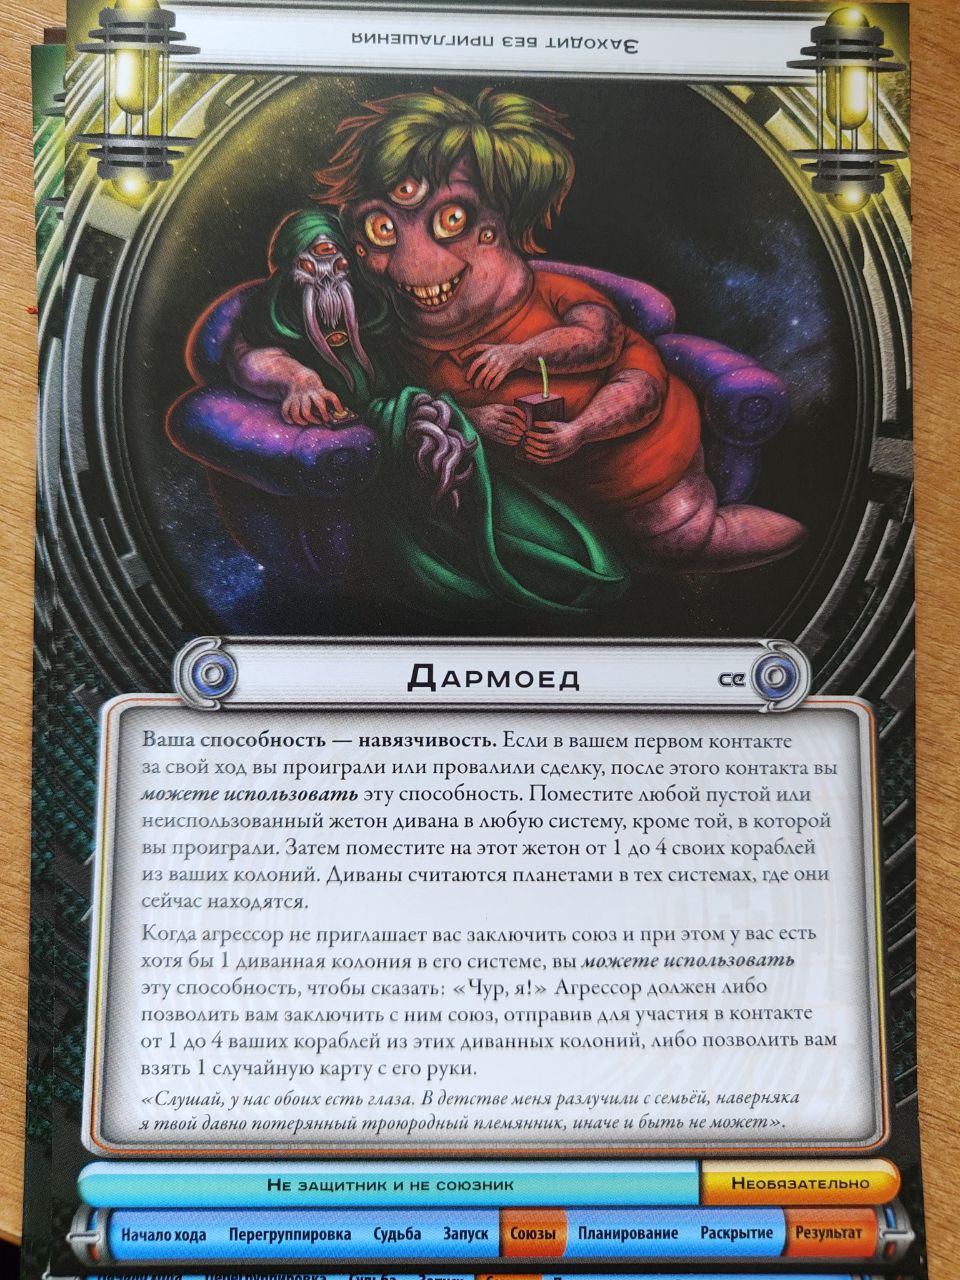 Заходит без приглашения
Дармоед
се
Ваша способность — навязчивость. Если в вашем первом контакте
за свой ход вы проиграли или провалили сделку, после этого контакта вы
можете использовать эту способность. Поместите любой пустой или
неиспользованный жетон дивана в любую систему, кроме той, в которой
вы проиграли. Затем поместите на этот жетон от 1 до 4 своих кораблей
из ваших колоний. Диваны считаются планетами в тех системах, где они
сейчас находятся.
Когда агрессор не приглашает вас заключить союз и при этом у вас есть
хотя бы 1 диванная колония в его системе, вы можете использовать
эту способность, чтобы сказать: «Чур, я!» Агрессор должен либо
позволить вам заключить с ним союз, отправив для участия в контакте
от 1 до 4 ваших кораблей из этих диванных колоний, либо позволить вам
взять 1 случайную карту с его руки.
«Слушай, у нас обоих есть глаза. В детстве меня разлучили с семьёй, наверняка
я твой давно потерянный троюродный племянник, иначе и быть не может».
Не защитник и не союзник Необязательно
Начало хода Перегруппировка Судьба Запуск Союзы Планирование Раскрытие Результат